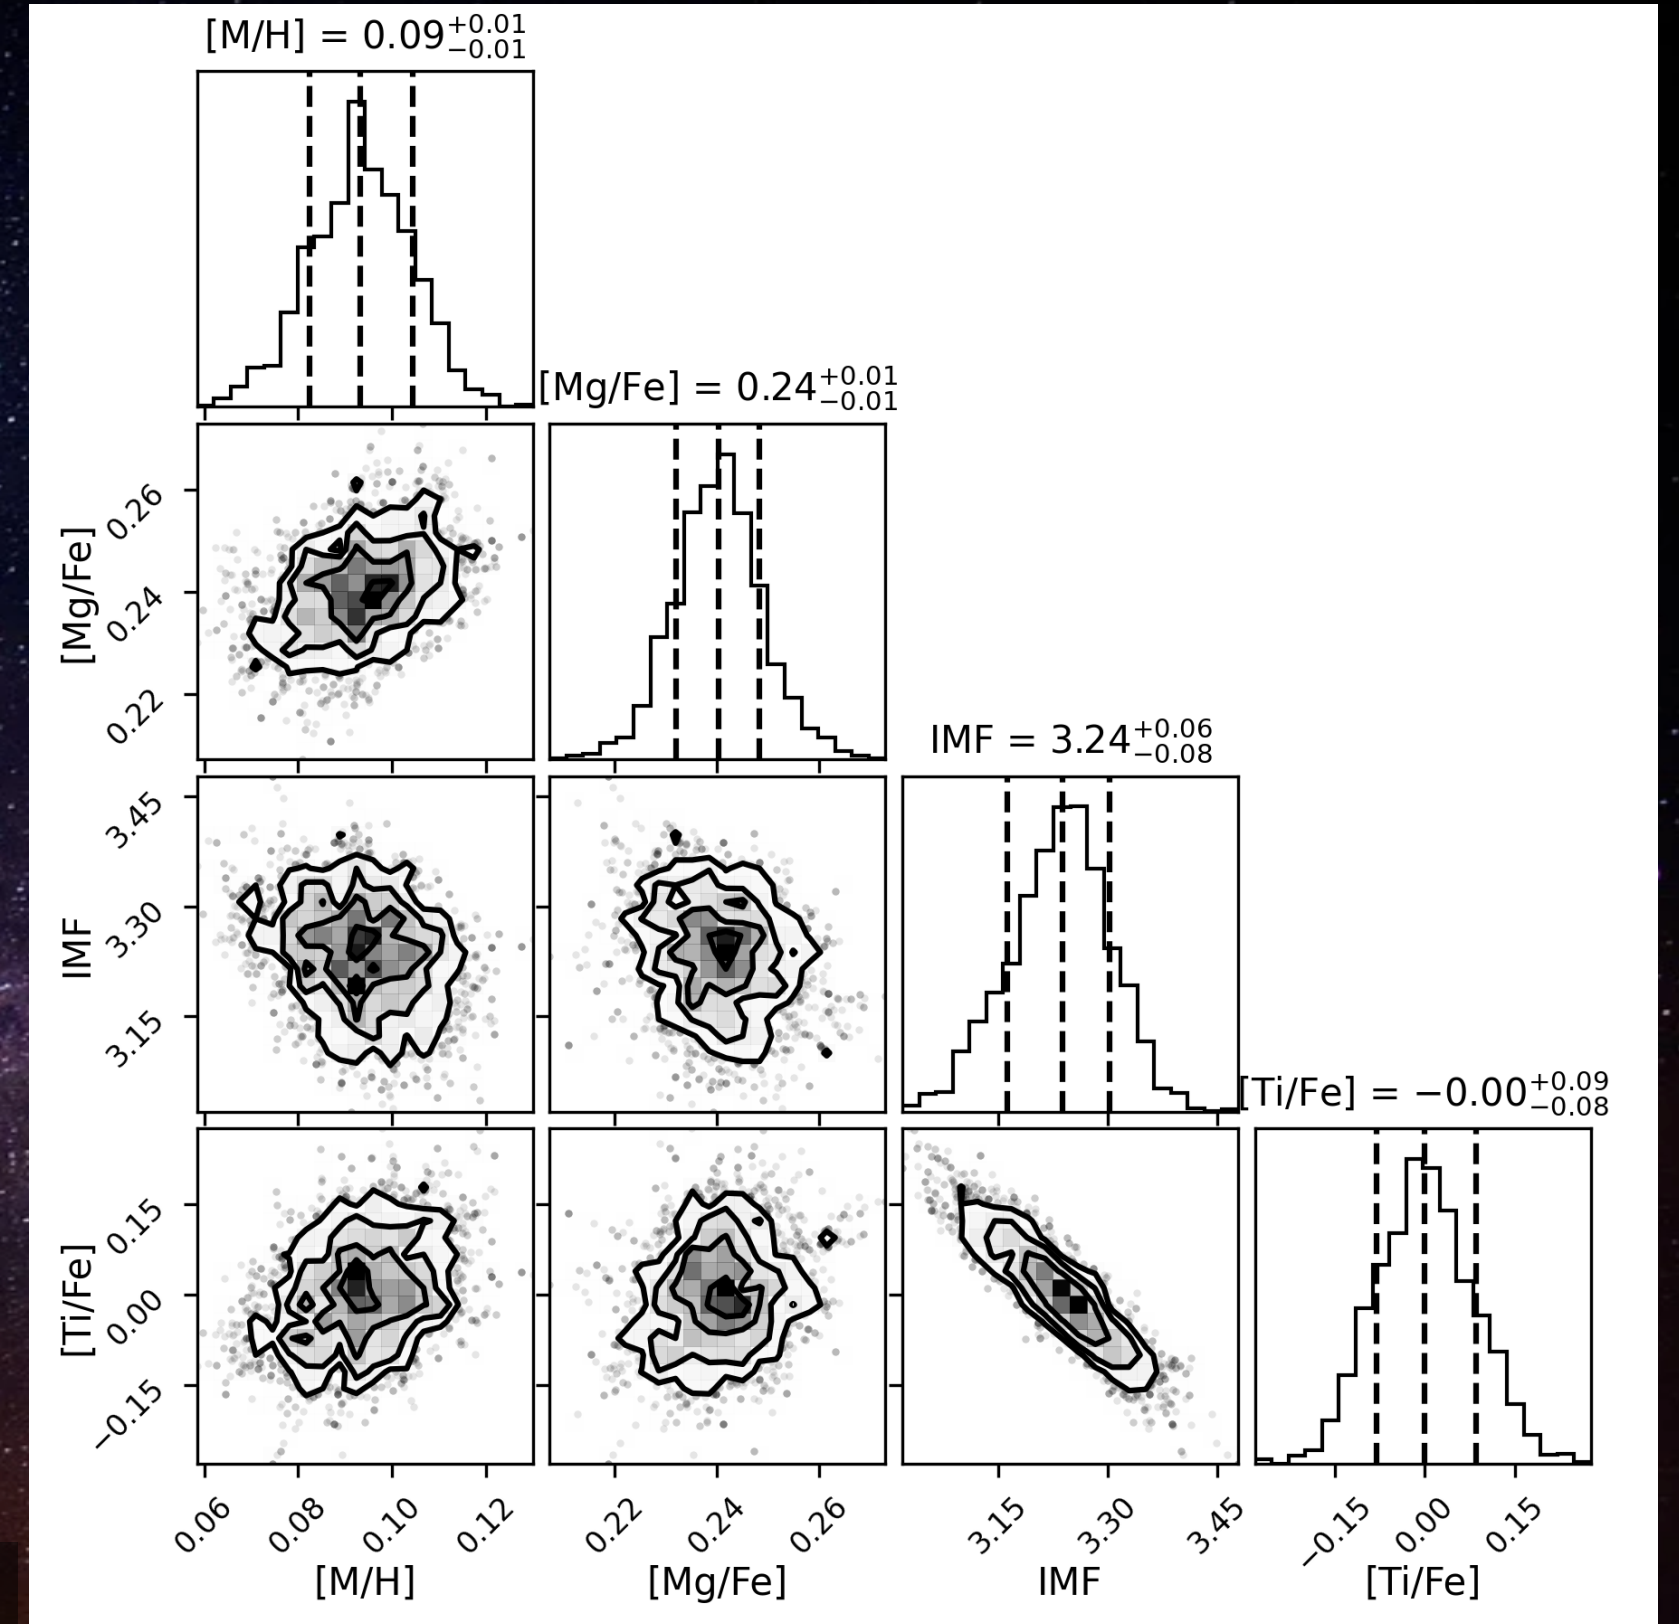 [M/H] = 0.09+0.01−0.01
[Mg/Fe] = 0.24+0.01−0.01
[Mg/Fe]
0.26
0.24
0.22
IMF = 3.24+0.06−0.08
IMF
3.45
3.30
3.15
[Ti/Fe] = −0.00+0.09−0.08
[Ti/Fe]
0.15
0.00
−0.15
0.06 0.08 0.10 0.12
0.22 0.24 0.26
3.15 3.30 3.45
−0.15 0.00 0.15
[M/H]
[Mg/Fe]
IMF
[Ti/Fe]